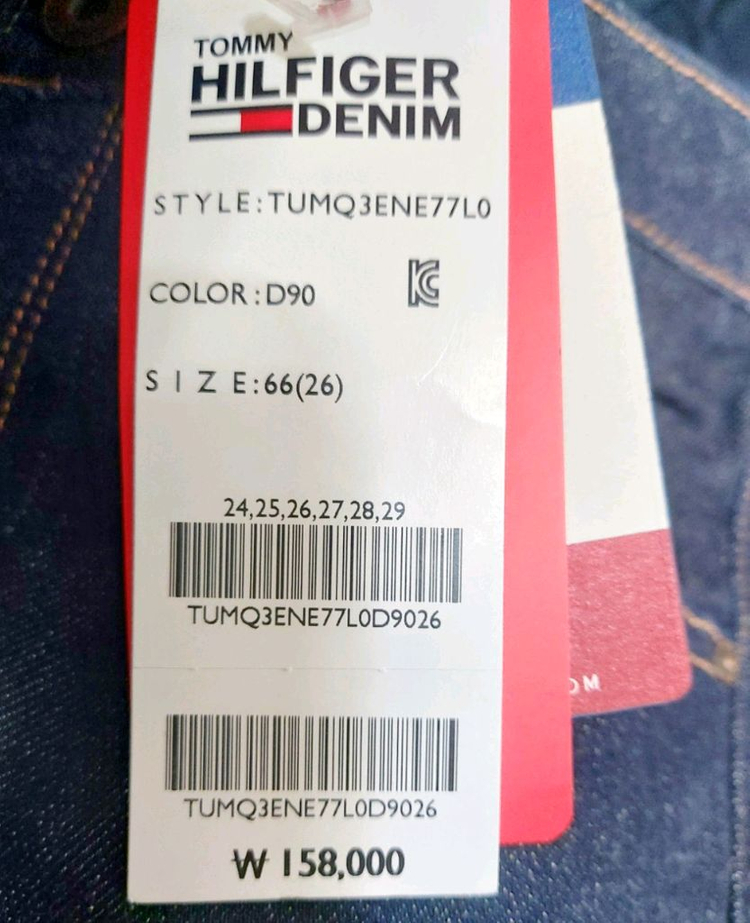 TOMMY
HILFIGER
DENIM
STYLE:TUMQ3ENE77L0
COLOR:D90
SIZE:66(26)
24,25,26,27,28,29
TUMQ3ENE77L0D9026
TUMQ3ENE77L0D9026
₩ 158,000
OM